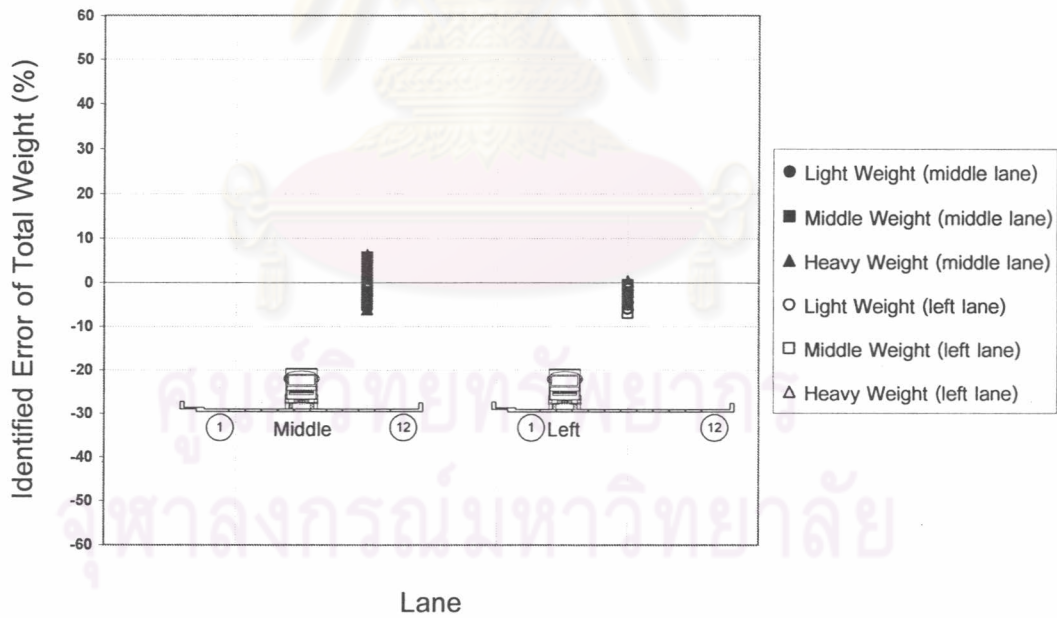 Identified Error of Total Weight (%)
60
50
40
30
20
10
0
-10
-20
-30
-40
-50
-60
1
Middle
12
1
Left
12
Lane
Light Weight (middle lane)
Middle Weight (middle lane)
Heavy Weight (middle lane)
Light Weight (left lane)
Middle Weight (left lane)
Heavy Weight (left lane)
ศูนย์วิทยทรัพยากร
จุฬาลงกรณ์มหาวิทยาลัย